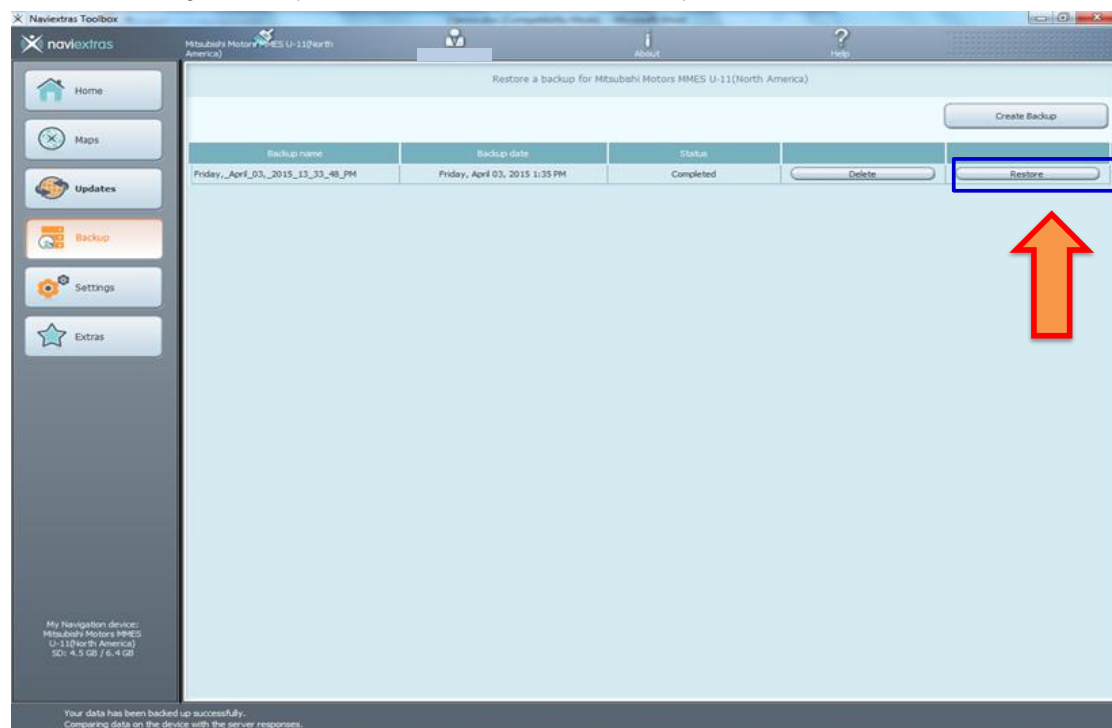 Naviextras Toolbox
naviextras
Mitsubishi Motors MMES U-11(North
America)
About
Help
Home
Maps
Updates
Backup
Settings
Extras
Restore a backup for Mitsubishi Motors MMES U-11(North America)
Create Backup
Backup name
Backup date
Status
Friday,_April_03,_2015_13_33_48_PM
Friday, April 03, 2015 1:35 PM
Completed
Delete
Restore
My Navigation device:
Mitsubishi Motors MMES
U-11(North America)
SD: 4.5 GB / 6.4 GB
Your data has been backed up successfully.
Comparing data on the device with the server responses.